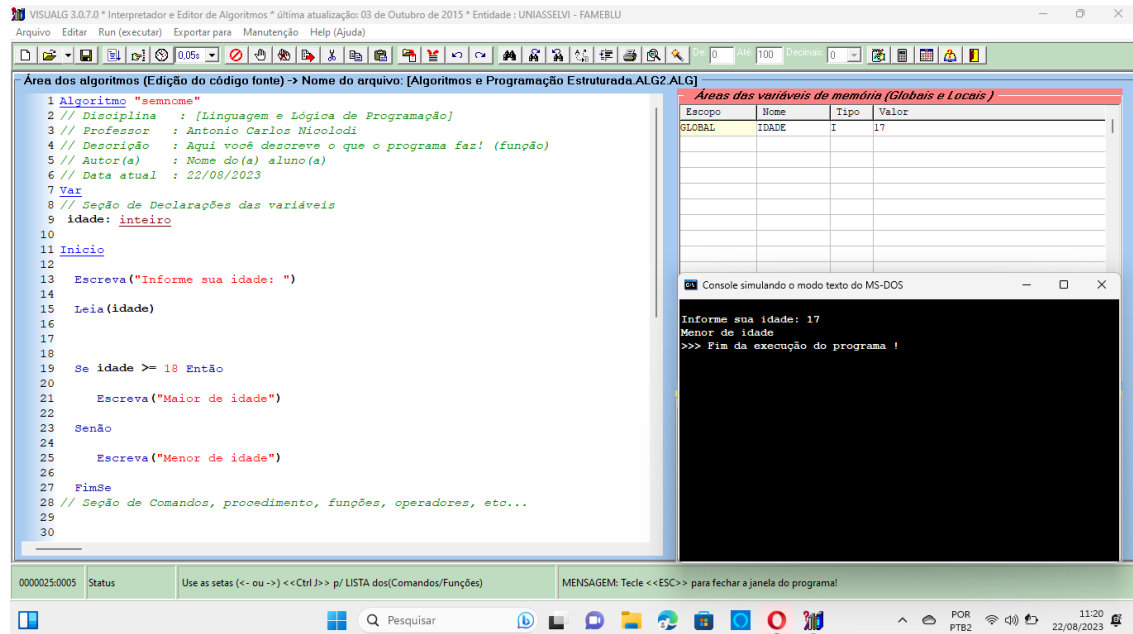 VISUALG 3.0.7.0 * Interpretador e Editor de Algoritmos * última atualização: 03 de Outubro de 2015 * Entidade : UNIASSELVI - FAMEBLU
Arquivo Editar Run (executar) Exportar para Manutenção Help (Ajuda)
0,05s De: 0 Até 100 Decimais: 0
Área dos algoritmos (Edição do código fonte) -> Nome do arquivo: [Algoritmos e Programação Estruturada.ALG2.ALG]
1 Algoritmo "semnome"
2 // Disciplina : [Linguagem e Lógica de Programação]
3 // Professor : Antonio Carlos Nicolodi
4 // Descrição : Aqui você descreve o que o programa faz! (função)
5 // Autor(a) : Nome do(a) aluno(a)
6 // Data atual : 22/08/2023
7 Var
8 // Seção de Declarações das variáveis
9 idade: inteiro
10
11 Inicio
12
13 Escreva("Informe sua idade: ")
14
15 Leia(idade)
16
17
18
19 Se idade >= 18 Então
20
21 Escreva("Maior de idade")
22
23 Senão
24
25 Escreva("Menor de idade")
26
27 FimSe
28 // Seção de Comandos, procedimento, funções, operadores, etc...
29
30
Áreas das variáveis de memória (Globais e Locais )
Escopo Nome Tipo Valor
GLOBAL IDADE I 17
Console simulando o modo texto do MS-DOS
Informe sua idade: 17
Menor de idade
>>> Fim da execução do programa !
0000025:0005 Status Use as setas (<- ou ->) <<Ctrl J>> p/ LISTA dos(Comandos/Funções) MENSAGEM: Tecle <<ESC>> para fechar a janela do programa!
Pesquisar
POR
PTB2
11:20
22/08/2023